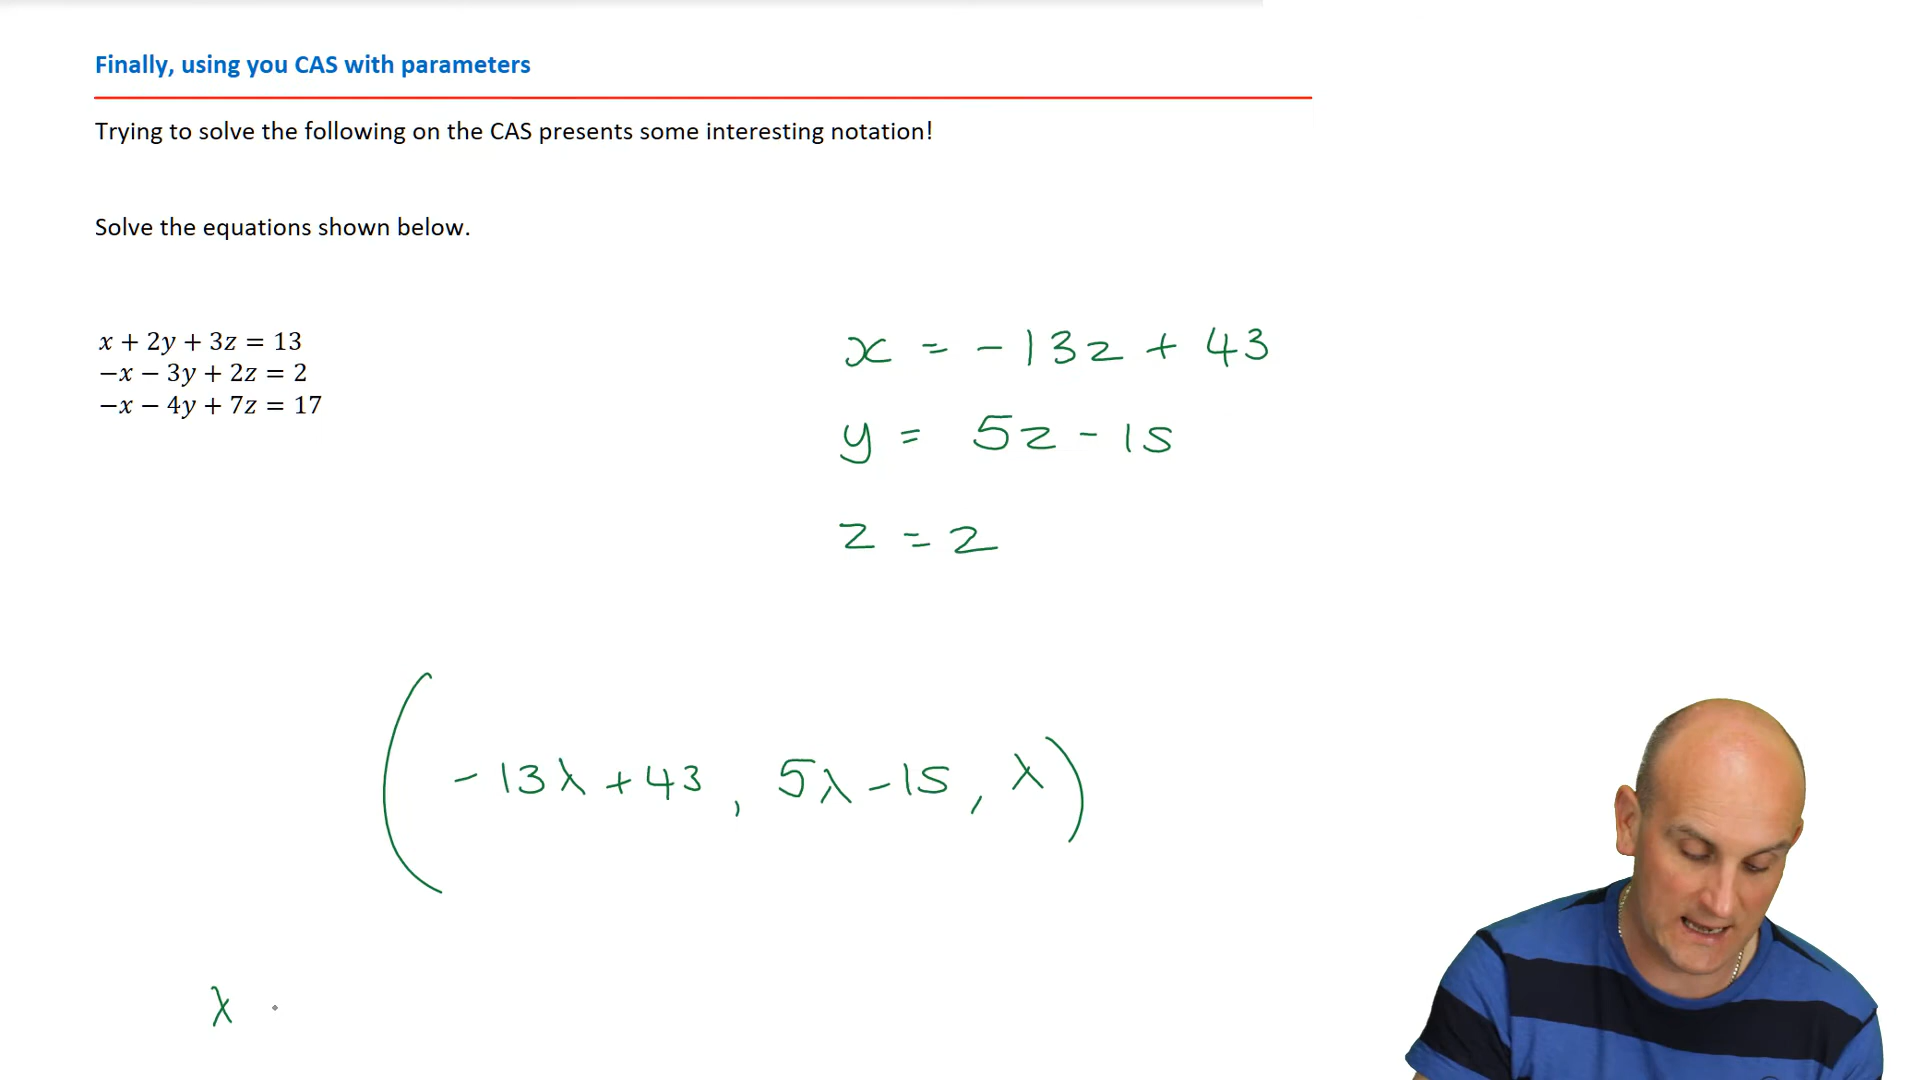 Finally, using you CAS with parameters
Trying to solve the following on the CAS presents some interesting notation!
Solve the equations shown below.
x + 2y + 3z = 13
−x − 3y + 2z = 2
−x − 4y + 7z = 17
x = -13z + 43
y = 5z - 15
z = z
(-13λ + 43, 5λ - 15, λ)
λ